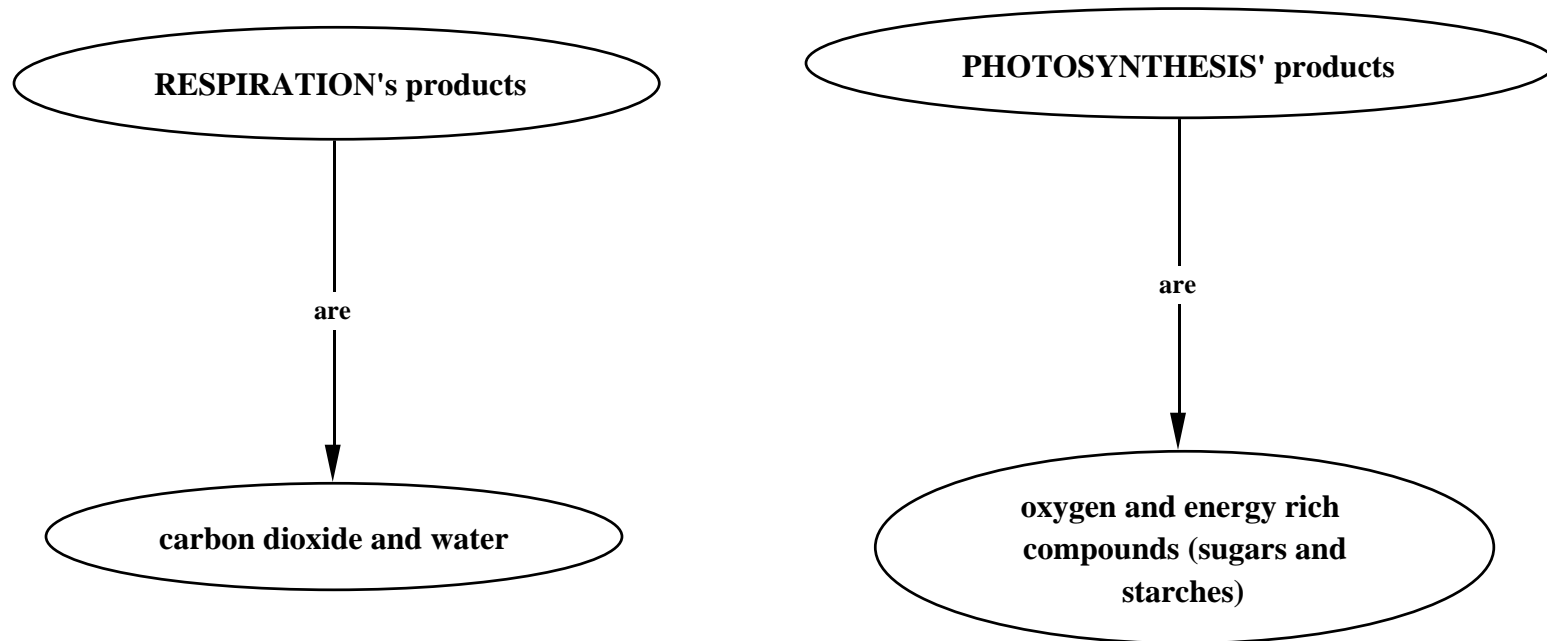 RESPIRATION's products
are
carbon dioxide and water
PHOTOSYNTHESIS' products
are
oxygen and energy rich
compounds (sugars and
starches)